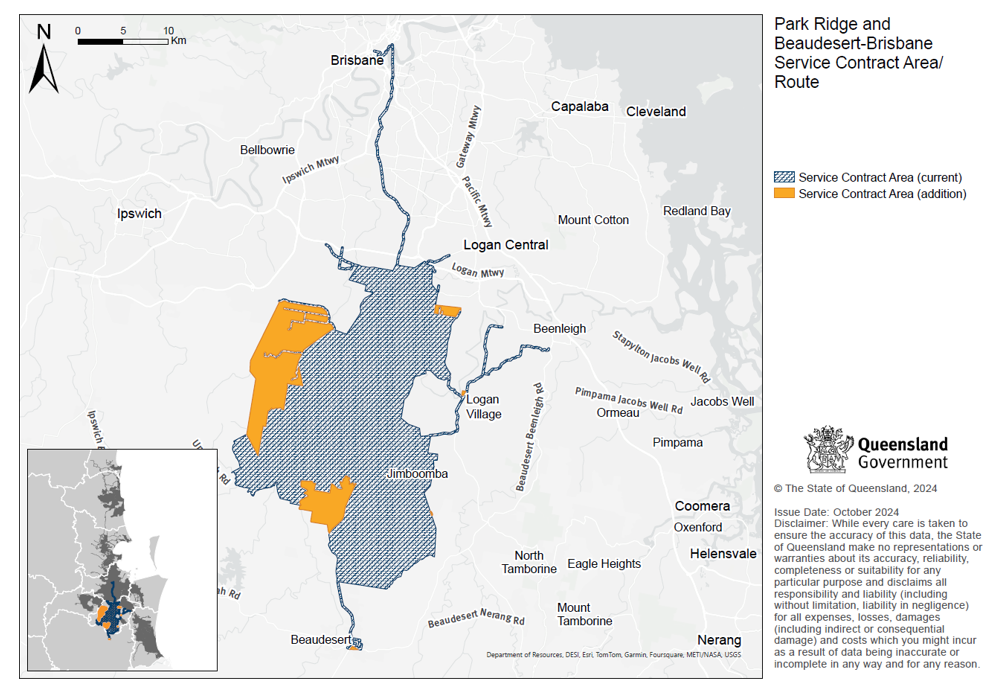 Park Ridge and
Beaudesert-Brisbane
Service Contract Area/
Route
N
0 5 10
Km
Brisbane
Capalaba
Cleveland
Gateway Mtwy
Bellbowrie
Ipswich Mtwy
Pacific Mtwy
Service Contract Area (current)
Service Contract Area (addition)
Ipswich
Mount Cotton
Redland Bay
Logan Central
Logan Mtwy
Beenleigh
Stapylton Jacobs Well Rd
Logan
Village
Beaudesert Beenleigh Rd
Pimpama Jacobs Well Rd
Jacobs Well
Ormeau
Ipswich
Pimpama
Jimboomba
Rd
Queensland
Government
© The State of Queensland, 2024
Coomera
Oxenford
Helensvale
North
Tamborine
Eagle Heights
ah Rd
Mount
Tamborine
Beaudesert Nerang Rd
Beaudesert
Nerang
Department of Resources, DESI, Esri, TomTom, Garmin, Foursquare, METI/NASA, USGS
Issue Date: October 2024
Disclaimer: While every care is taken to
ensure the accuracy of this data, the State
of Queensland make no representations or
warranties about its accuracy, reliability,
completeness or suitability for any
particular purpose and disclaims all
responsibility and liability (including
without limitation, liability in negligence)
for all expenses, losses, damages
(including indirect or consequential
damage) and costs which you might incur
as a result of data being inaccurate or
incomplete in any way and for any reason.